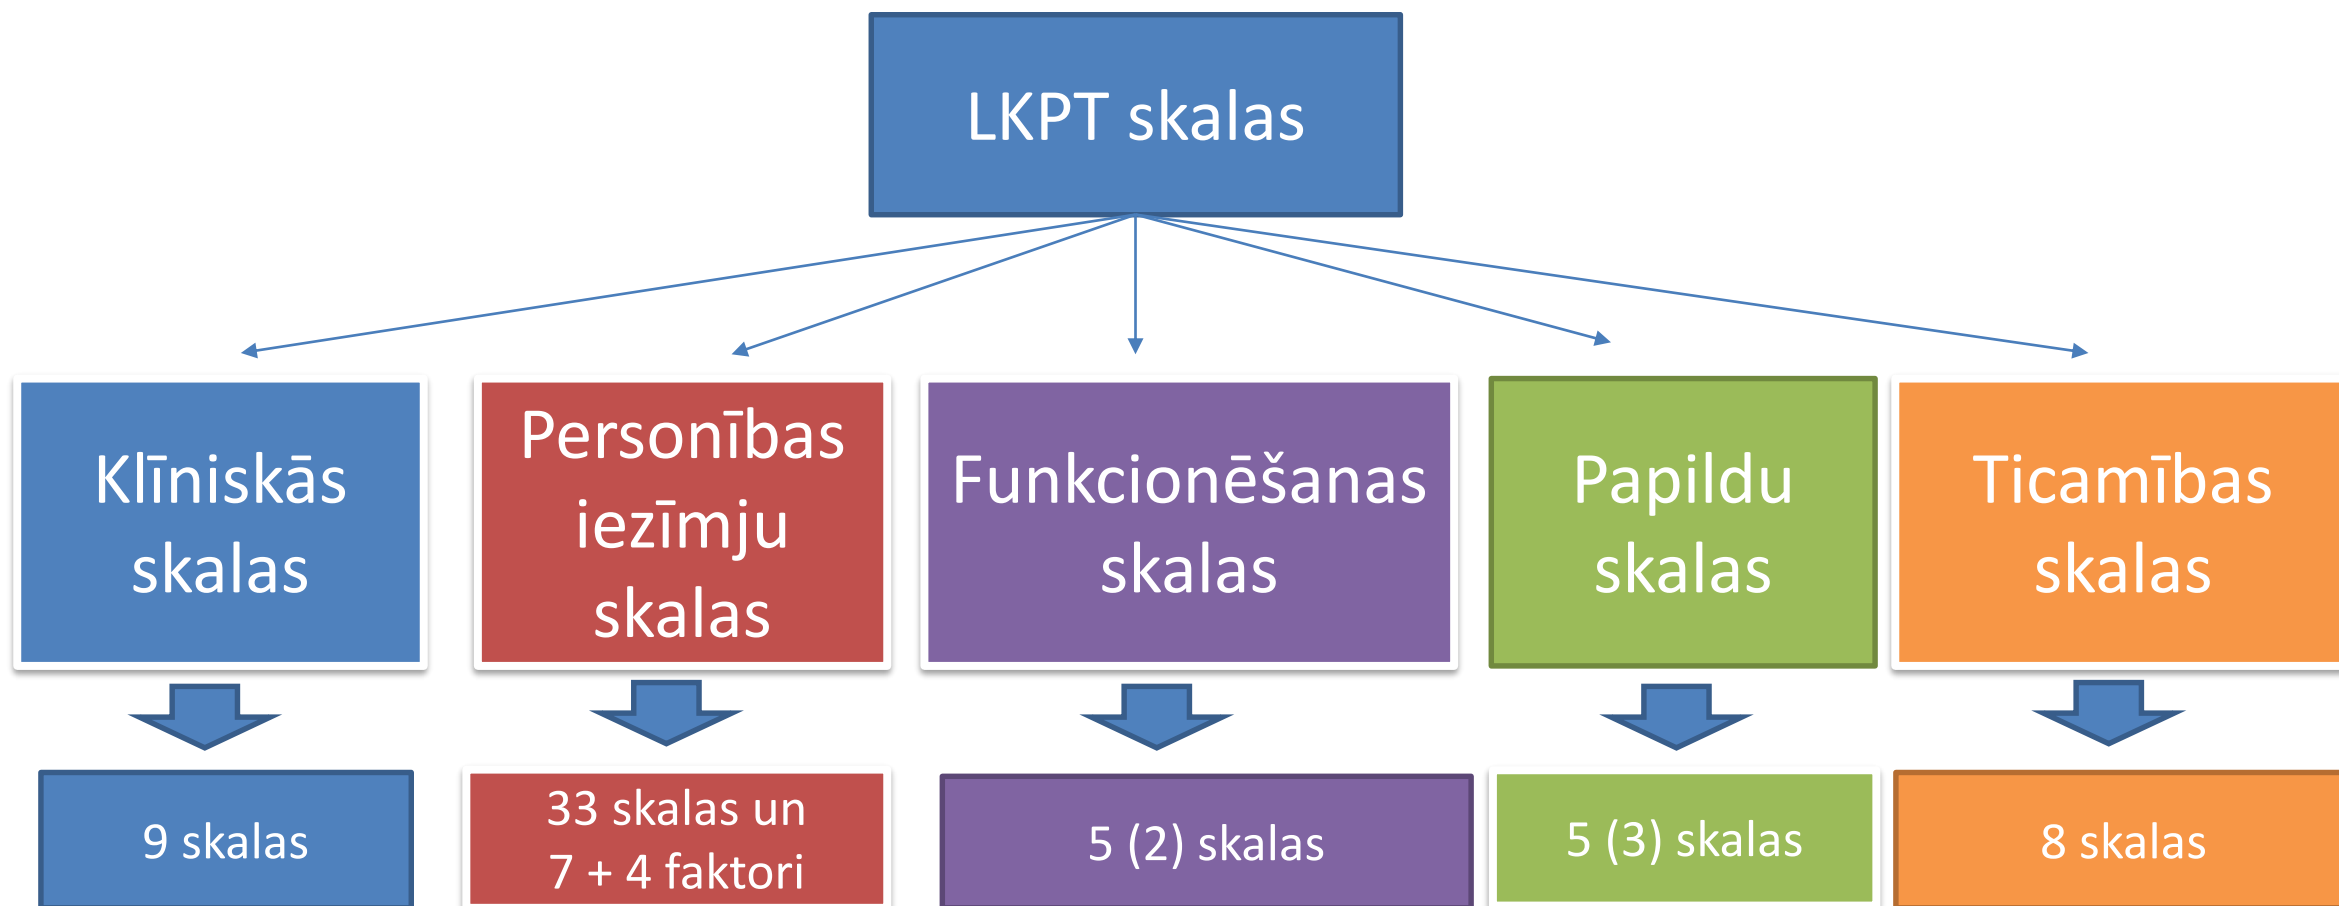 LKPT skalas
Klīniskās
skalas
Personības
iezīmju
skalas
Funkcionēšanas
skalas
Papildu
skalas
Ticamības
skalas
9 skalas
33 skalas un
7 + 4 faktori
5 (2) skalas
5 (3) skalas
8 skalas